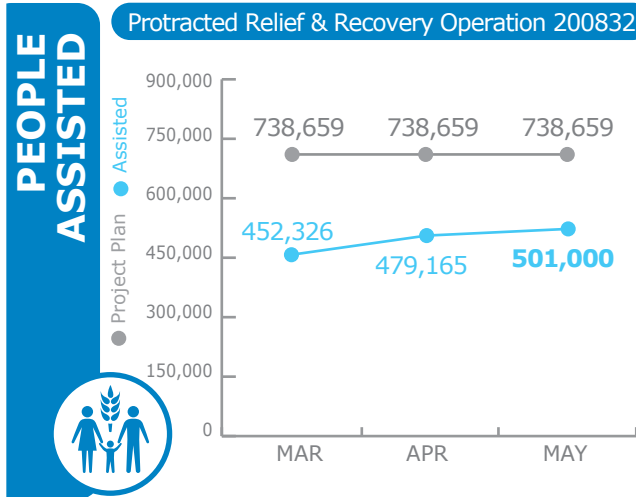 Protracted Relief & Recovery Operation 200832
PEOPLE
ASSISTED
Project Plan
Assisted
900,000
750,000
600,000
450,000
300,000
150,000
0
738,659 738,659 738,659
452,326
479,165
501,000
MAR APR MAY